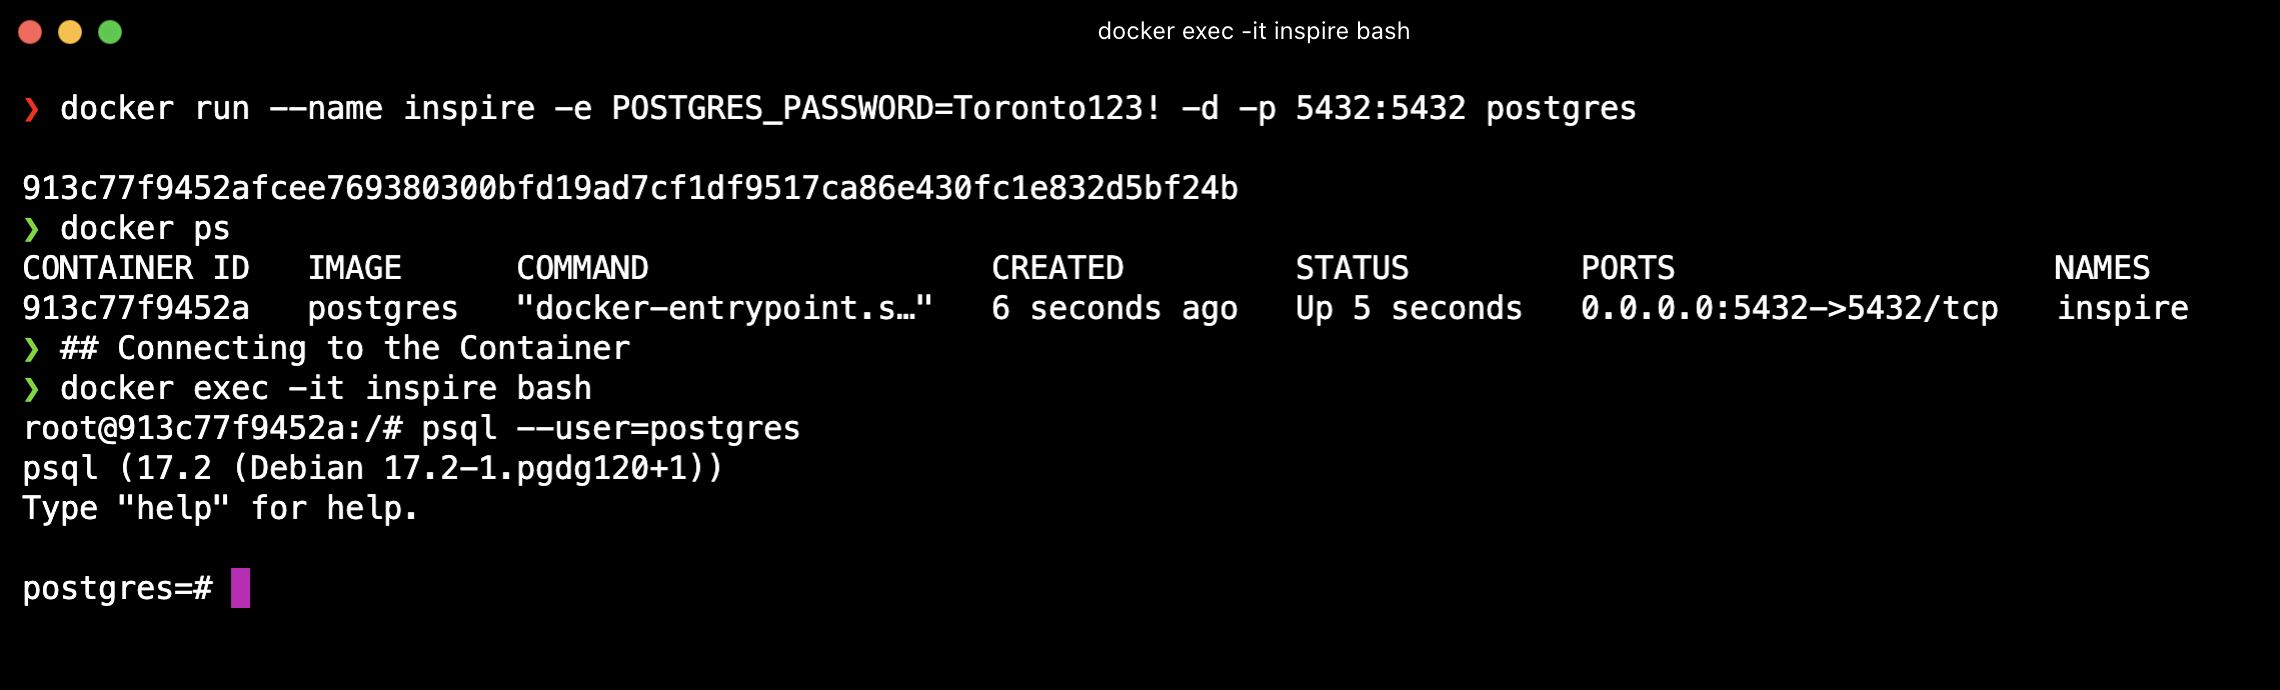 docker exec -it inspire bash
❯ docker run --name inspire -e POSTGRES_PASSWORD=Toronto123! -d -p 5432:5432 postgres
913c77f9452afcee769380300bfd19ad7cf1df9517ca86e430fc1e832d5bf24b
❯ docker ps
CONTAINER ID   IMAGE      COMMAND                  CREATED         STATUS         PORTS                    NAMES
913c77f9452a   postgres   "docker-entrypoint.s…"   6 seconds ago   Up 5 seconds   0.0.0.0:5432->5432/tcp   inspire
❯ ## Connecting to the Container
❯ docker exec -it inspire bash
root@913c77f9452a:/# psql --user=postgres
psql (17.2 (Debian 17.2-1.pgdg120+1))
Type "help" for help.
postgres=#